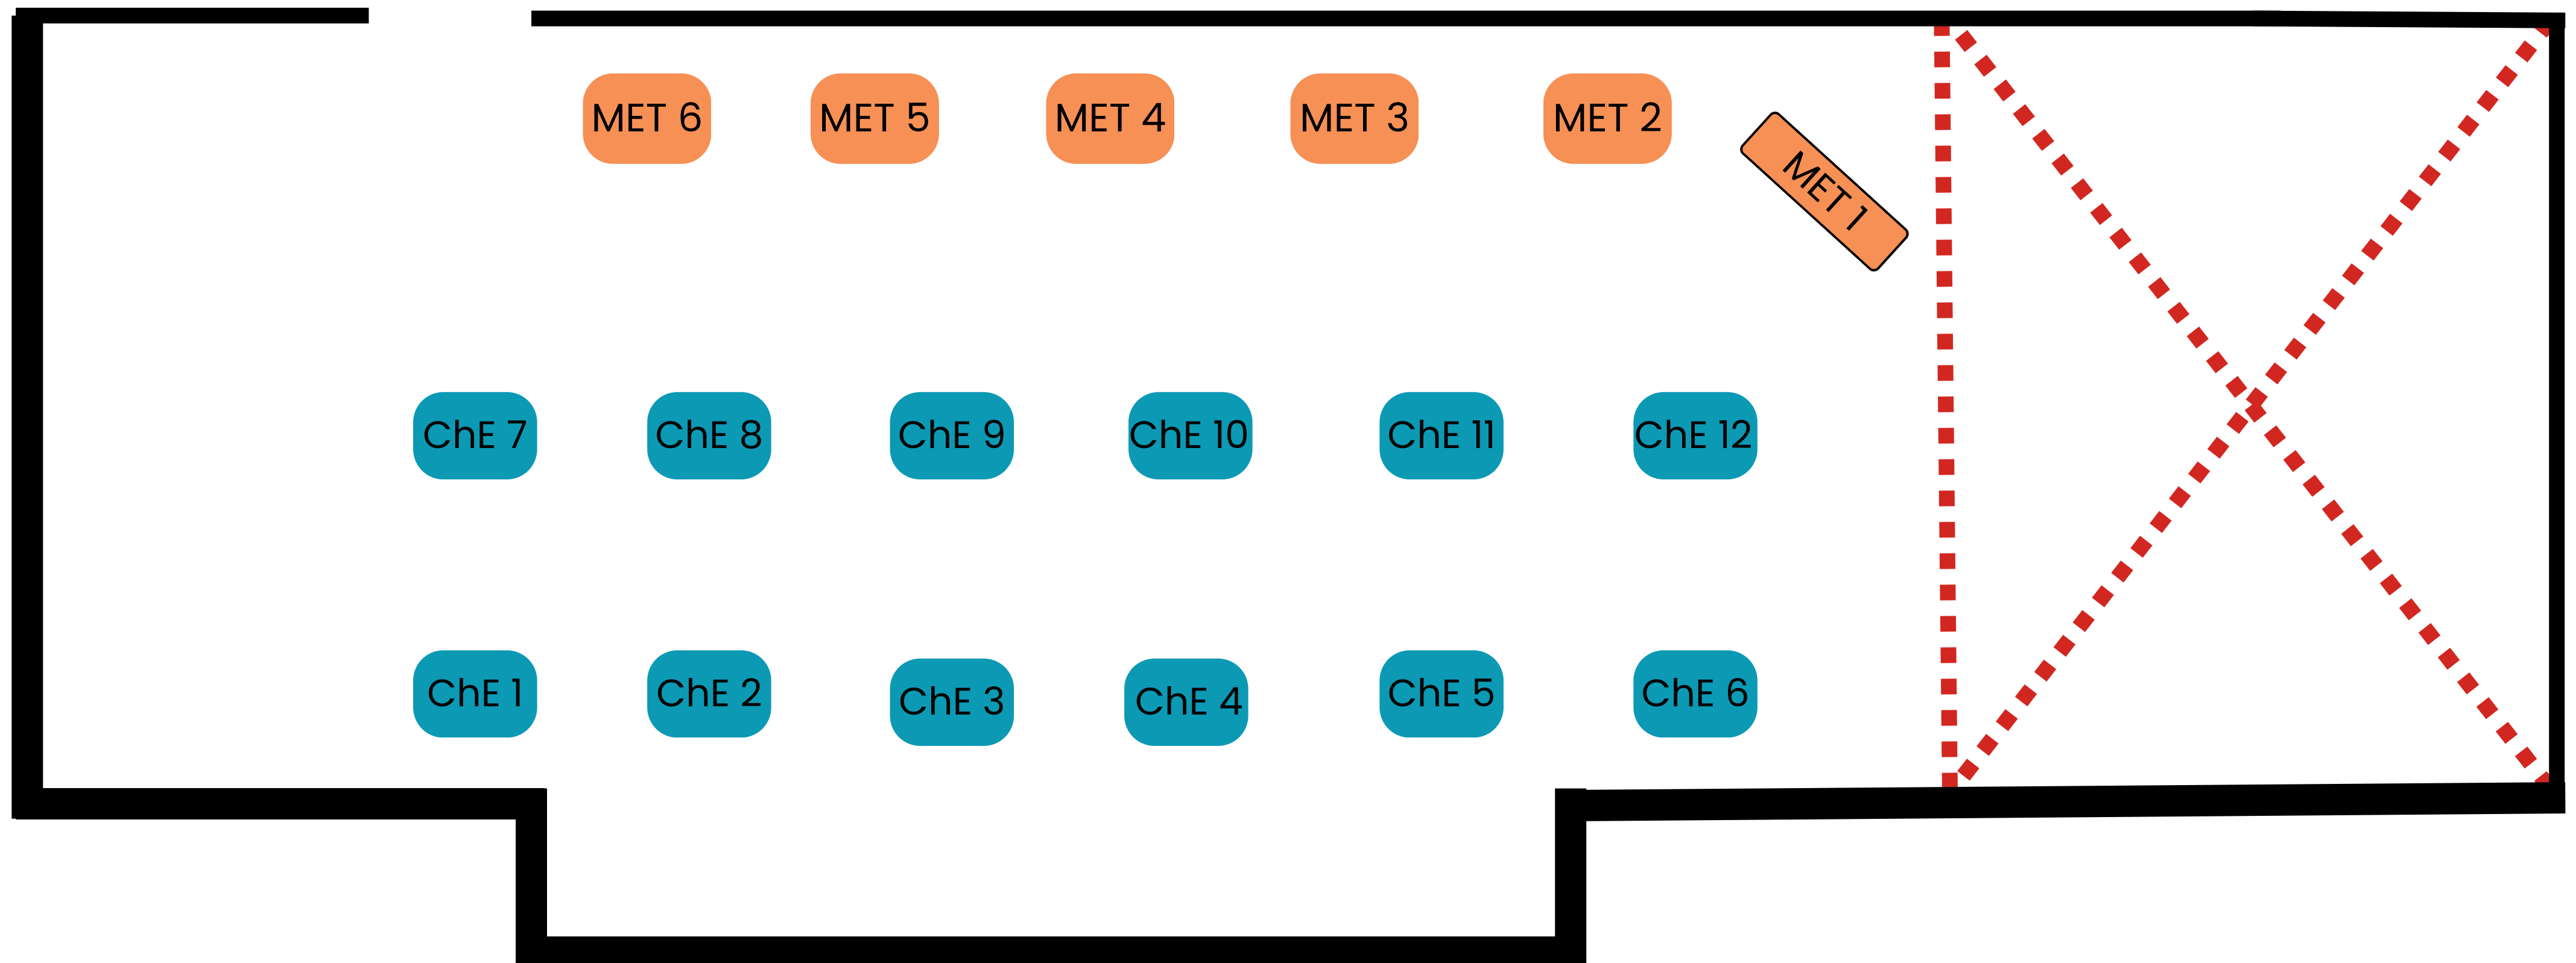 MET 6
MET 5
MET 4
MET 3
MET 2
MET 1
ChE 7
ChE 8
ChE 9
ChE 10
ChE 11
ChE 12
ChE 1
ChE 2
ChE 3
ChE 4
ChE 5
ChE 6